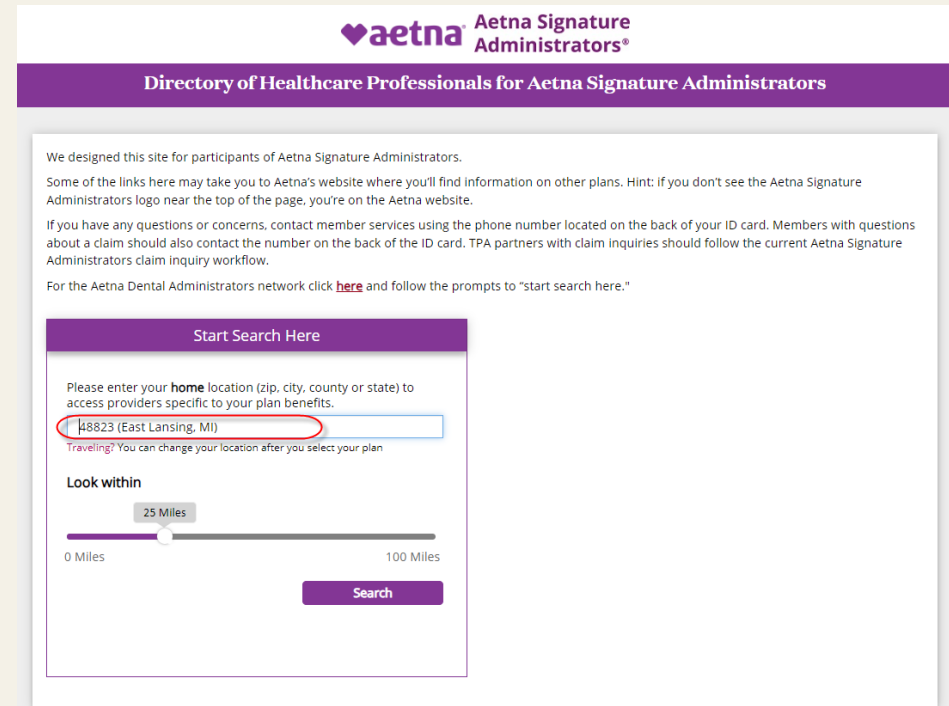 aetna Aetna Signature
Administrators®
Directory of Healthcare Professionals for Aetna Signature Administrators
We designed this site for participants of Aetna Signature Administrators.
Some of the links here may take you to Aetna's website where you'll find information on other plans. Hint: if you don't see the Aetna Signature
Administrators logo near the top of the page, you're on the Aetna website.
If you have any questions or concerns, contact member services using the phone number located on the back of your ID card. Members with questions
about a claim should also contact the number on the back of the ID card. TPA partners with claim inquiries should follow the current Aetna Signature
Administrators claim inquiry workflow.
For the Aetna Dental Administrators network click here and follow the prompts to "start search here."
Start Search Here
Please enter your home location (zip, city, county or state) to
access providers specific to your plan benefits.
48823 (East Lansing, MI)
Traveling? You can change your location after you select your plan
Look within
25 Miles
0 Miles 100 Miles
Search